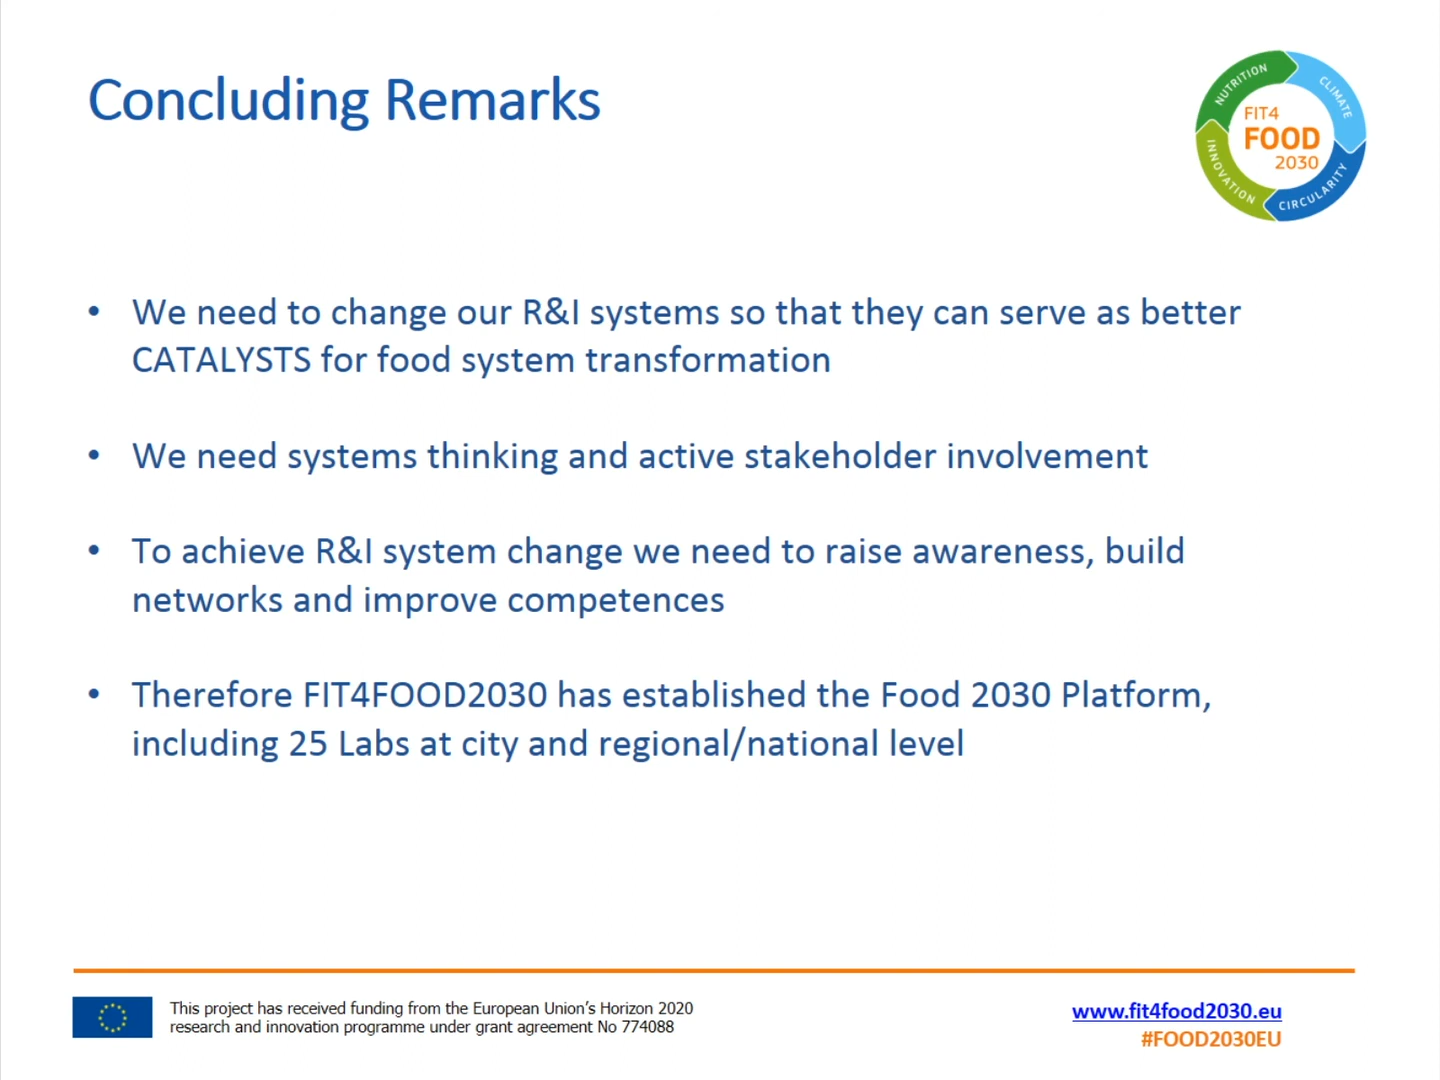 Concluding Remarks
NUTRITION
CLIMATE
FIT4
FOOD
2030
INNOVATION
CIRCULARITY
• We need to change our R&I systems so that they can serve as better
CATALYSTS for food system transformation
• We need systems thinking and active stakeholder involvement
• To achieve R&I system change we need to raise awareness, build
networks and improve competences
• Therefore FIT4FOOD2030 has established the Food 2030 Platform,
including 25 Labs at city and regional/national level
This project has received funding from the European Union’s Horizon 2020
research and innovation programme under grant agreement No 774088
www.fit4food2030.eu
#FOOD2030EU